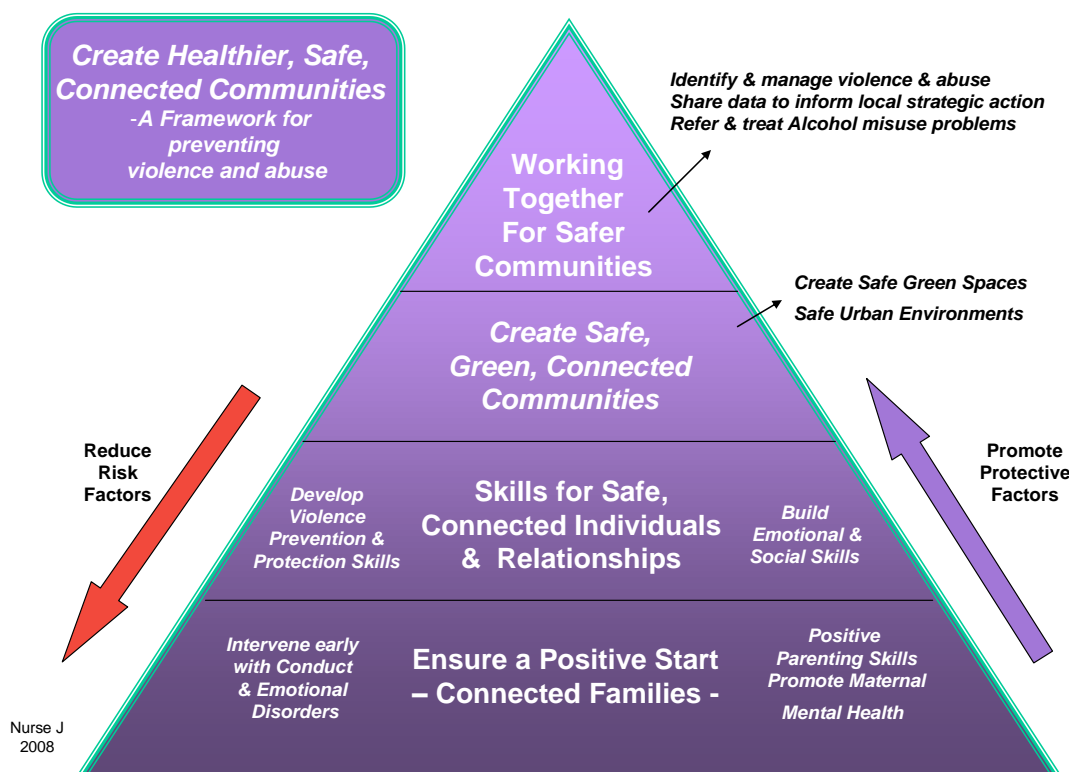 Create Healthier, Safe,
Connected Communities
-A Framework for
preventing
violence and abuse
Identify & manage violence & abuse
Share data to inform local strategic action
Refer & treat Alcohol misuse problems
Working
Together
For Safer
Communities
Create Safe Green Spaces
Safe Urban Environments
Create Safe,
Green, Connected
Communities
Reduce
Risk
Factors
Promote
Protective
Factors
Develop
Violence
Prevention &
Protection Skills
Skills for Safe,
Connected Individuals
& Relationships
Build
Emotional &
Social Skills
Intervene early
with Conduct
& Emotional
Disorders
Ensure a Positive Start
– Connected Families -
Positive
Parenting Skills
Promote Maternal
Mental Health
Nurse J
2008